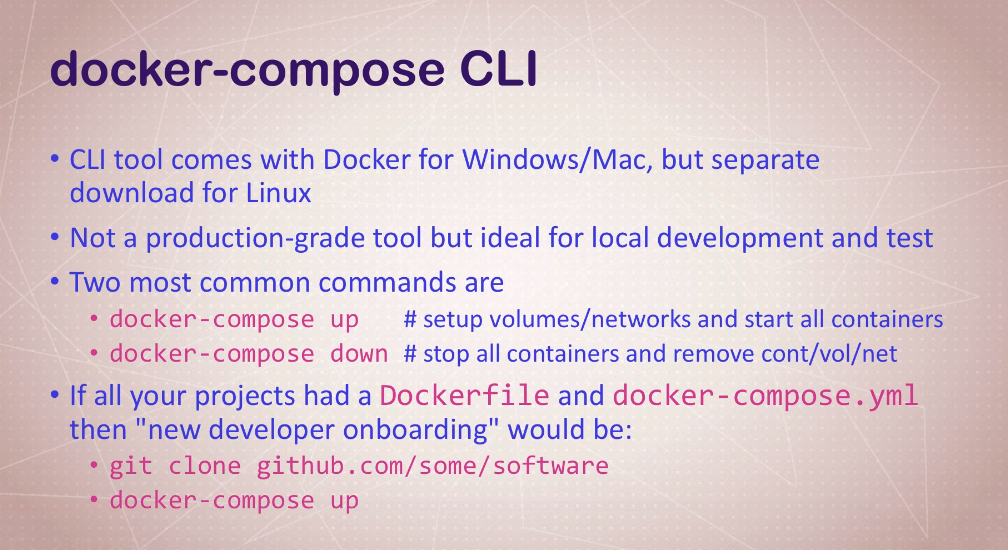 docker-compose CLI
• CLI tool comes with Docker for Windows/Mac, but separate
download for Linux
• Not a production-grade tool but ideal for local development and test
• Two most common commands are
• docker-compose up # setup volumes/networks and start all containers
• docker-compose down # stop all containers and remove cont/vol/net
• If all your projects had a Dockerfile and docker-compose.yml
then "new developer onboarding" would be:
• git clone github.com/some/software
• docker-compose up